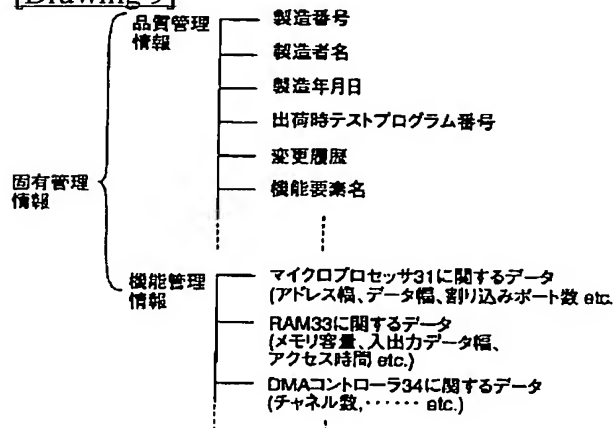 [Drawing 9]
品質管理
情報
製造番号
製造者名
製造年月日
出荷時テストプログラム番号
変更履歴
機能要素名
固有管理
情報
機能管理
情報
マイクロプロセッサ31に関するデータ
(アドレス幅、データ幅、割り込みポート数 etc.
RAM33に関するデータ
(メモリ容量、入出力データ幅、
アクセス時間 etc.)
DMAコントローラ34に関するデータ
(チャネル数,・・・・・・ etc.)